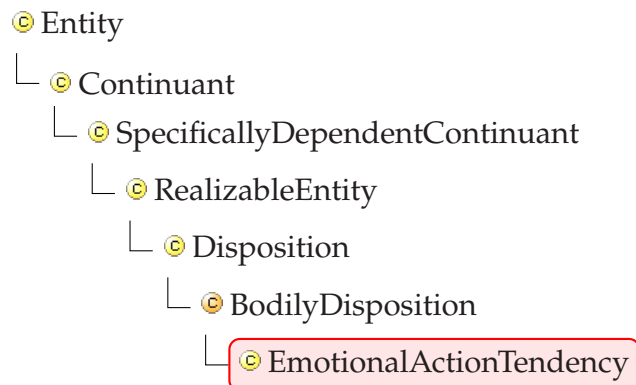 Entity
Continuant
SpecificallyDependentContinuant
RealizableEntity
Disposition
BodilyDisposition
EmotionalActionTendency